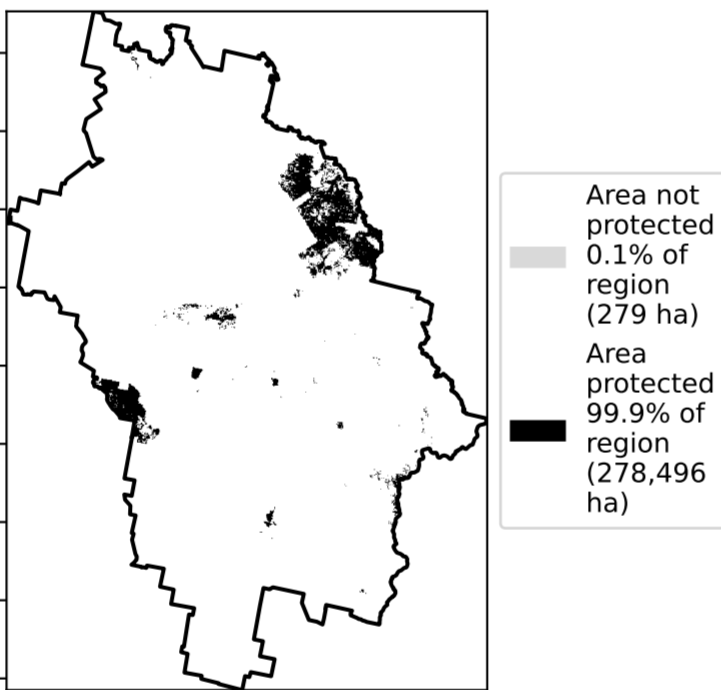 Area not
protected
0.1% of
region
(279 ha)
Area
protected
99.9% of
region
(278,496
ha)